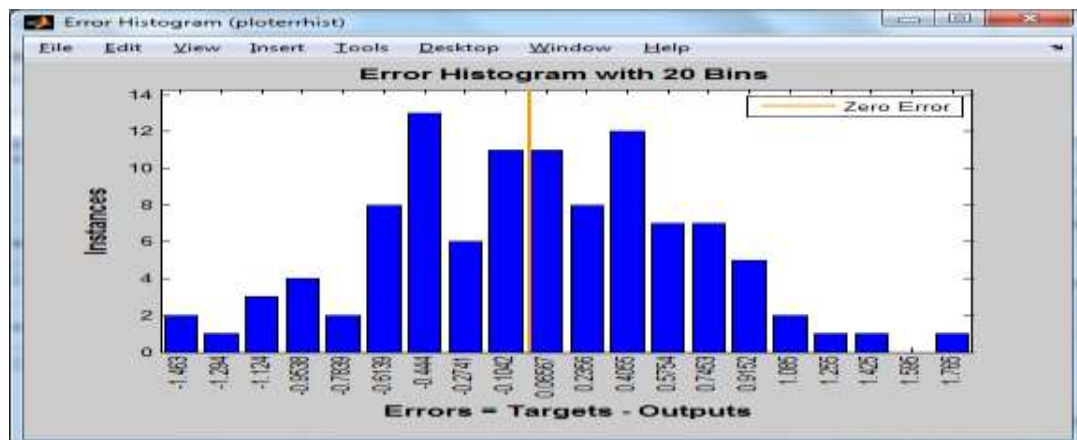 Error Histogram (ploterrhist)
File Edit View Insert Tools Desktop Window Help
Error Histogram with 20 Bins
14
12
10
8
6
4
2
0
Instances
Zero Error
-1.463 -1.294 -1.124 -0.9538 -0.7839 -0.6139 -0.444 -0.2741 -0.1042 0.06567 0.2356 0.4055 0.5754 0.7453 0.9152 1.085 1.255 1.425 1.595 1.765
Errors = Targets - Outputs